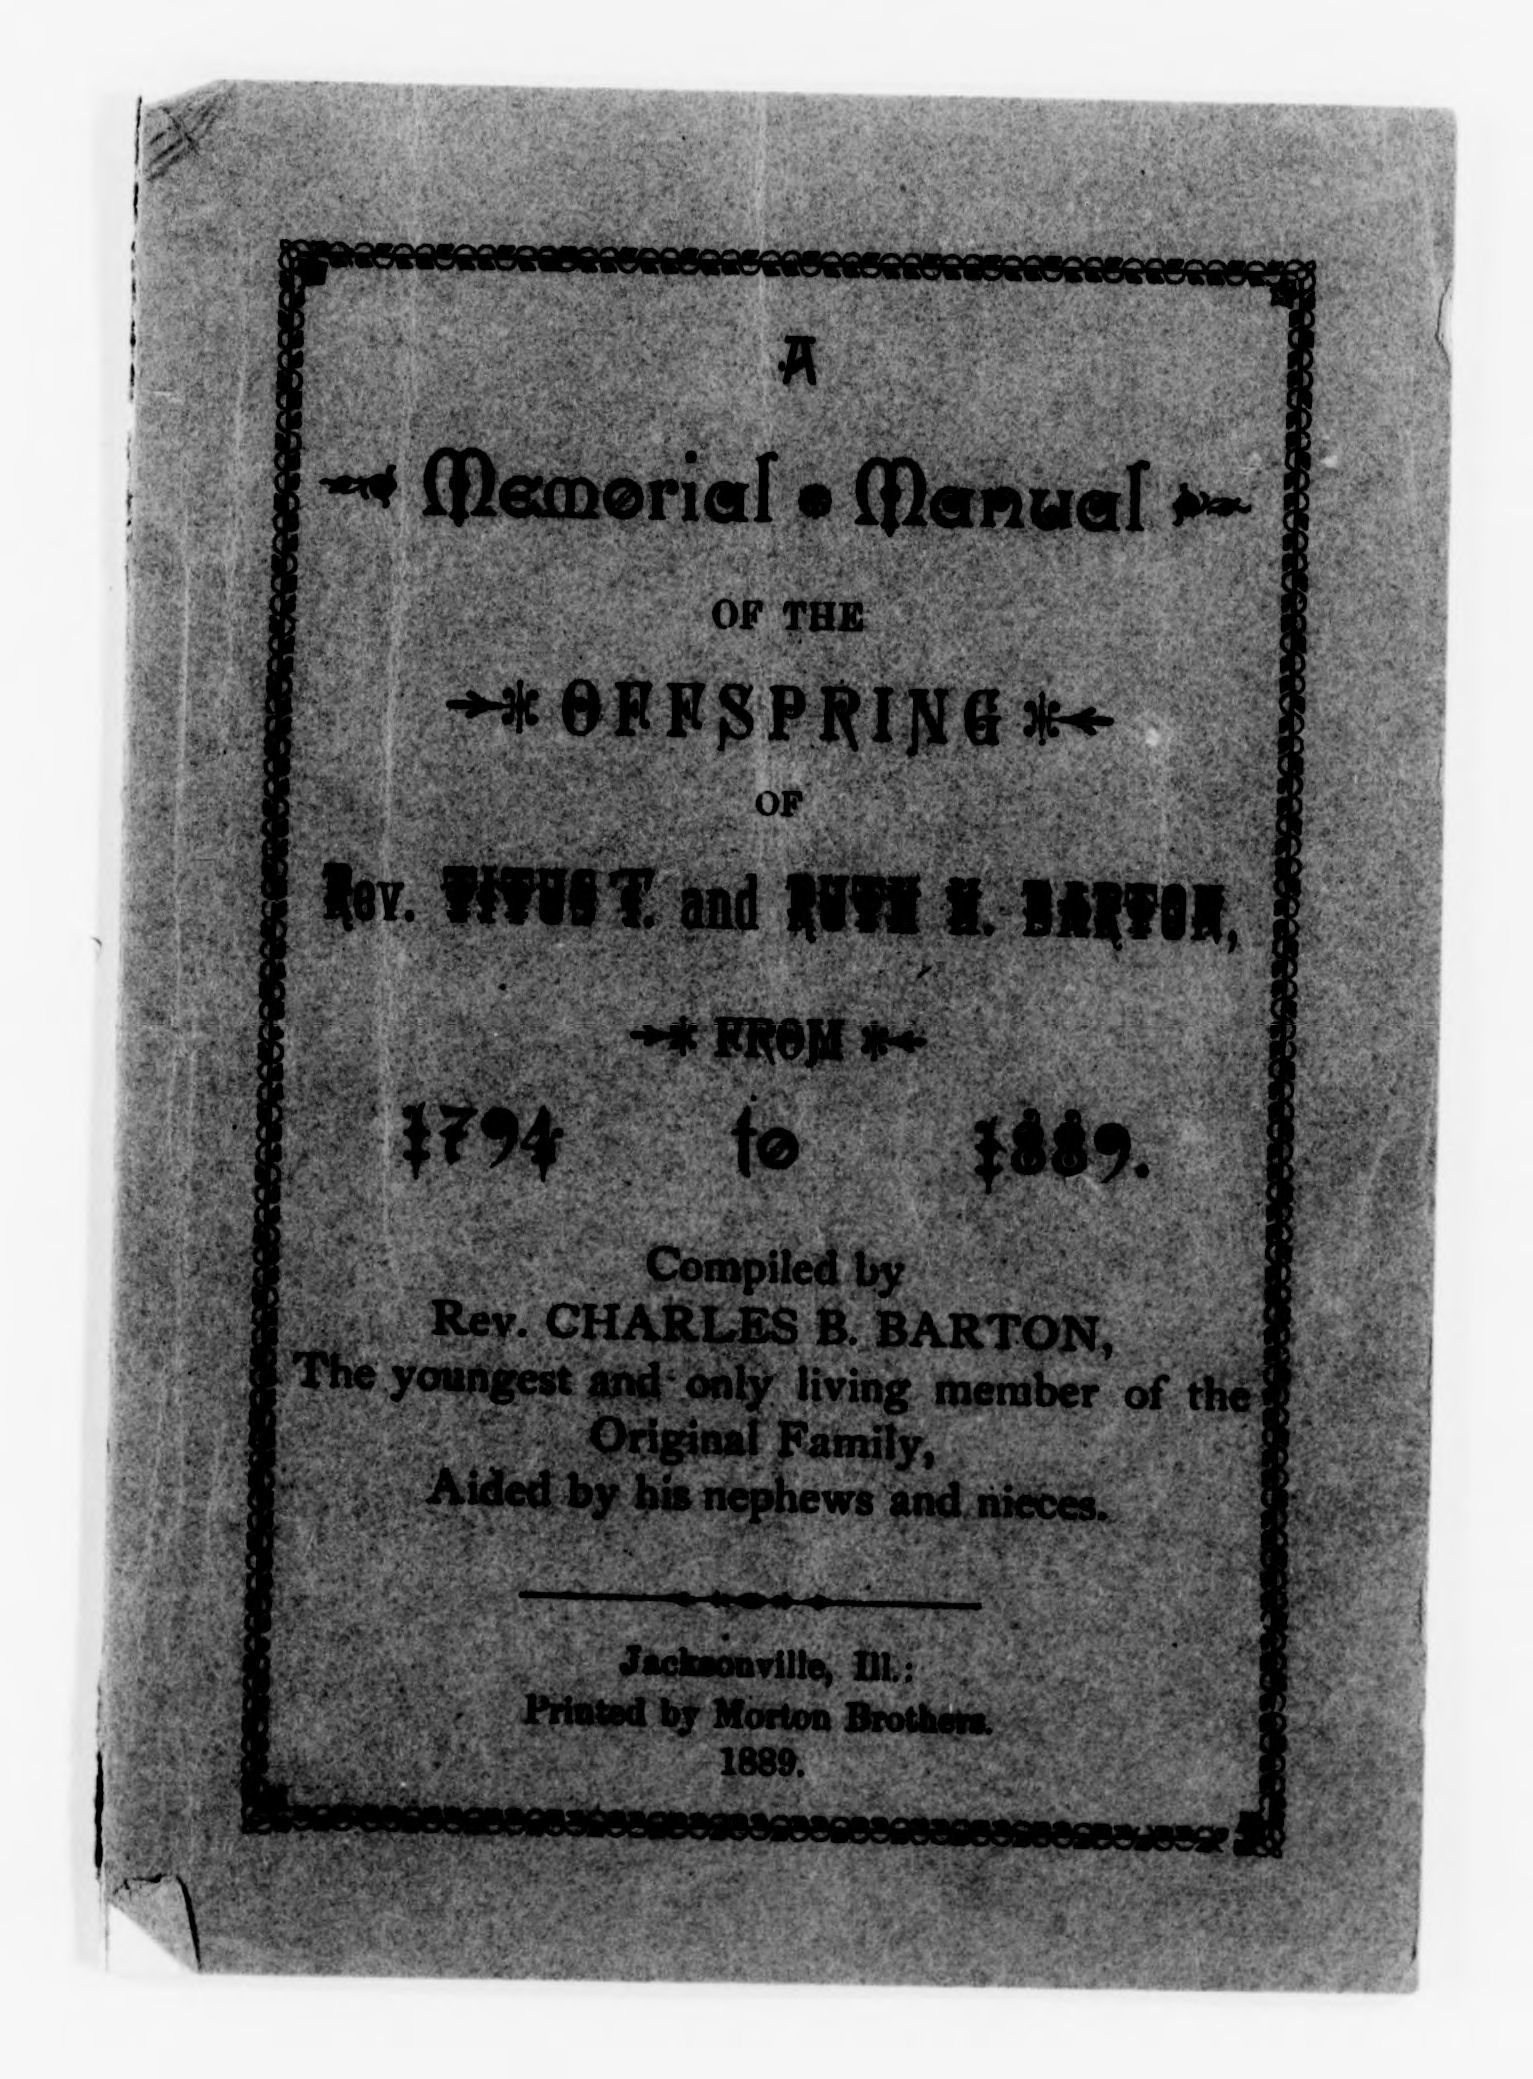 A
Memorial Manual
OF THE
OFFSPRING
OF
Rev. TITUS T. and RUTH H. BARTON,
FROM
1794 to 1889.
Compiled by
Rev. CHARLES B. BARTON,
The youngest and only living member of the
Original Family,
Aided by his nephews and nieces.
Jacksonville, Ill.:
Printed by Morton Brothers.
1889.